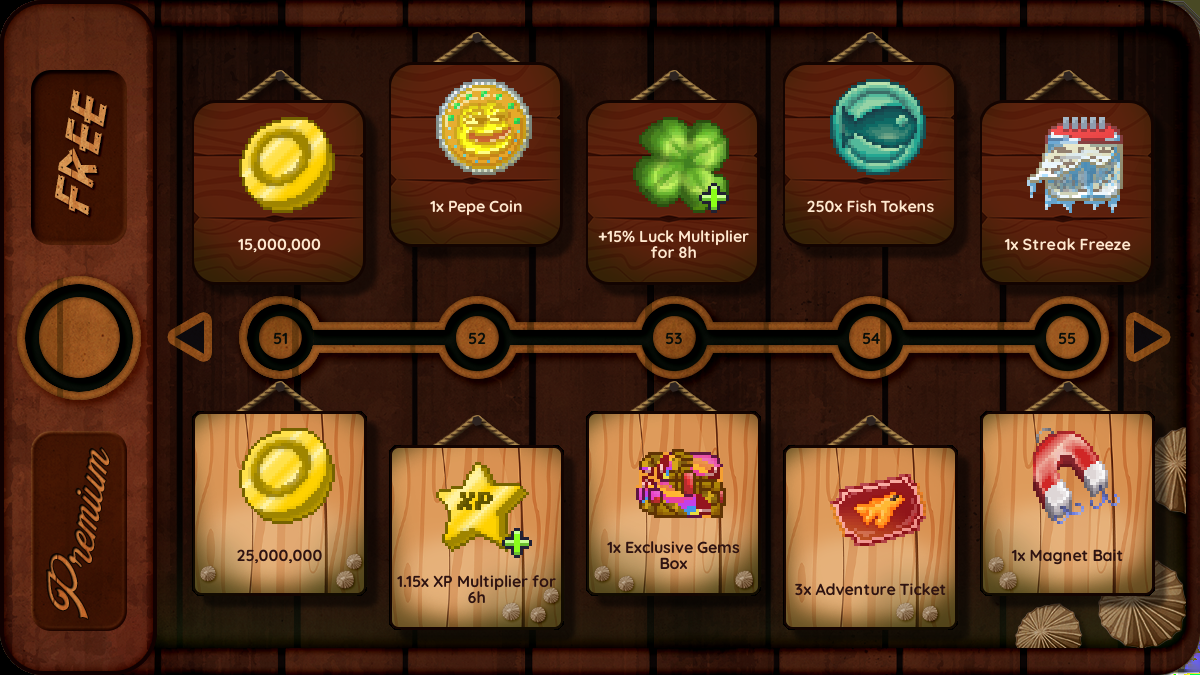 FREE
15,000,000
1x Pepe Coin
+15% Luck Multiplier
for 8h
250x Fish Tokens
1x Streak Freeze
51
52
53
54
55
Premium
25,000,000
XP
1.15x XP Multiplier for
6h
1x Exclusive Gems
Box
3x Adventure Ticket
1x Magnet Bait